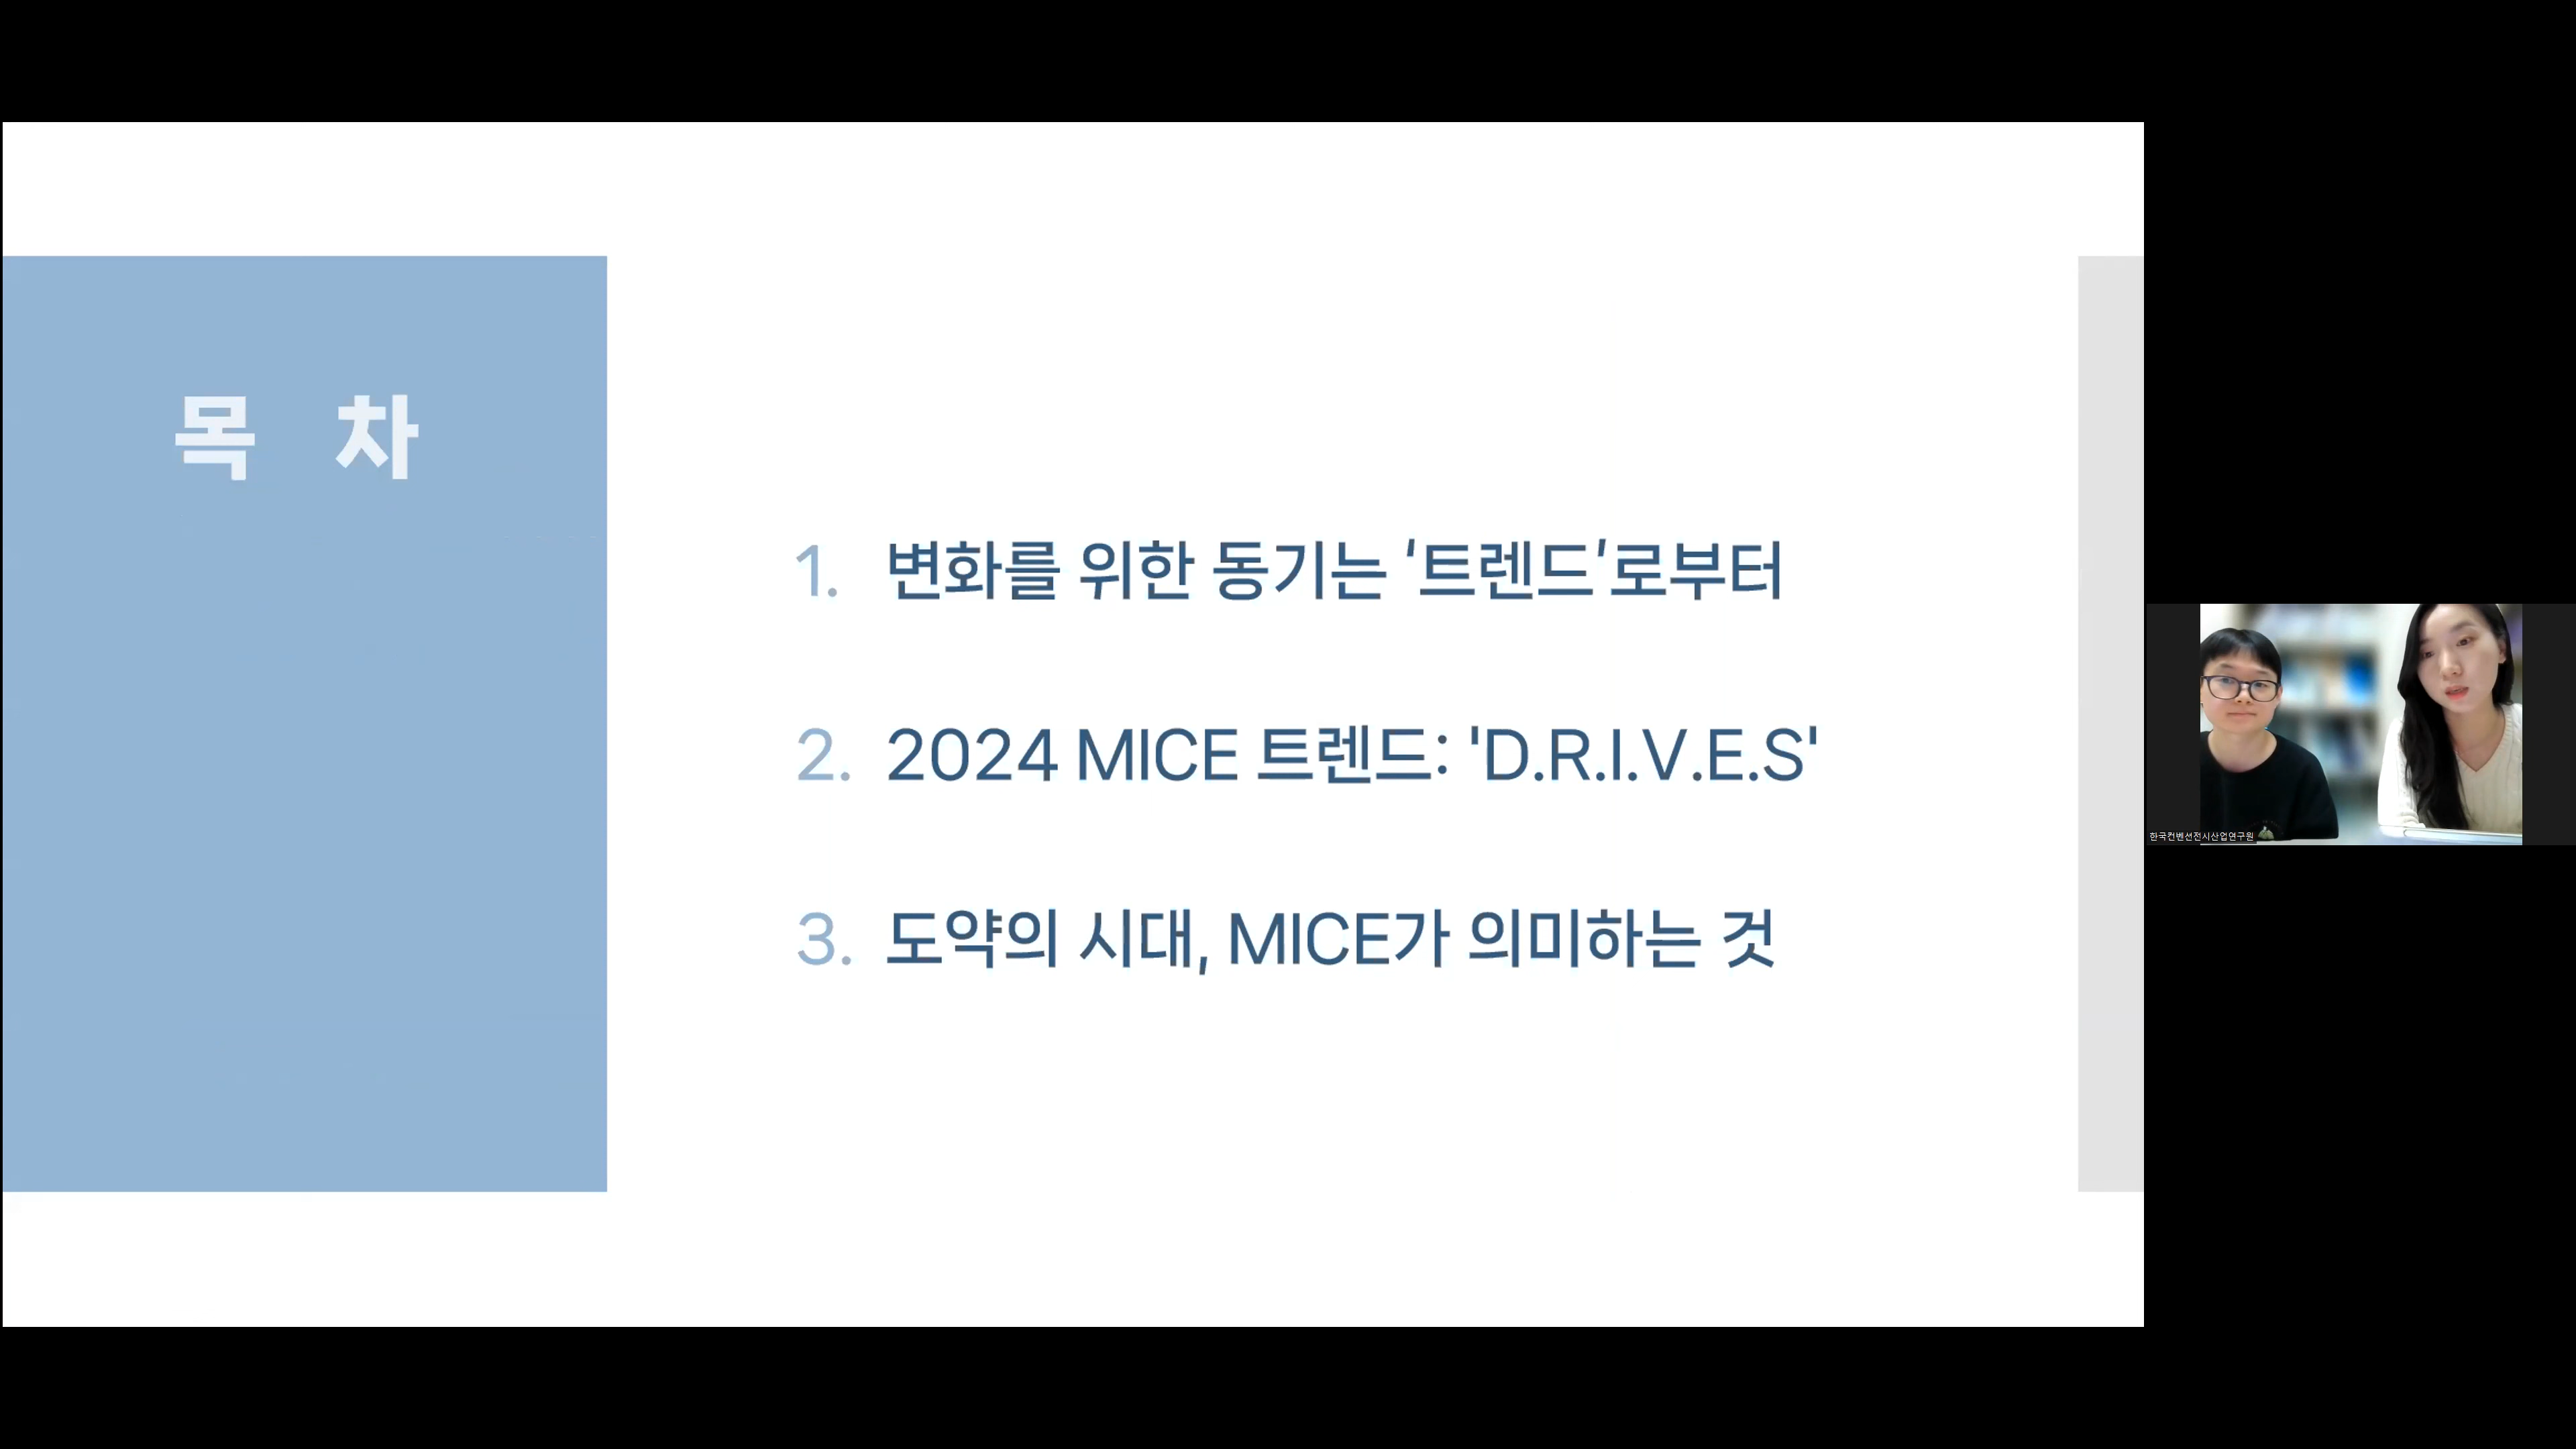 목 차
1. 변화를 위한 동기는 ‘트렌드’로부터
2. 2024 MICE 트렌드: 'D.R.I.V.E.S'
3. 도약의 시대, MICE가 의미하는 것
한국컨벤션전시산업연구원